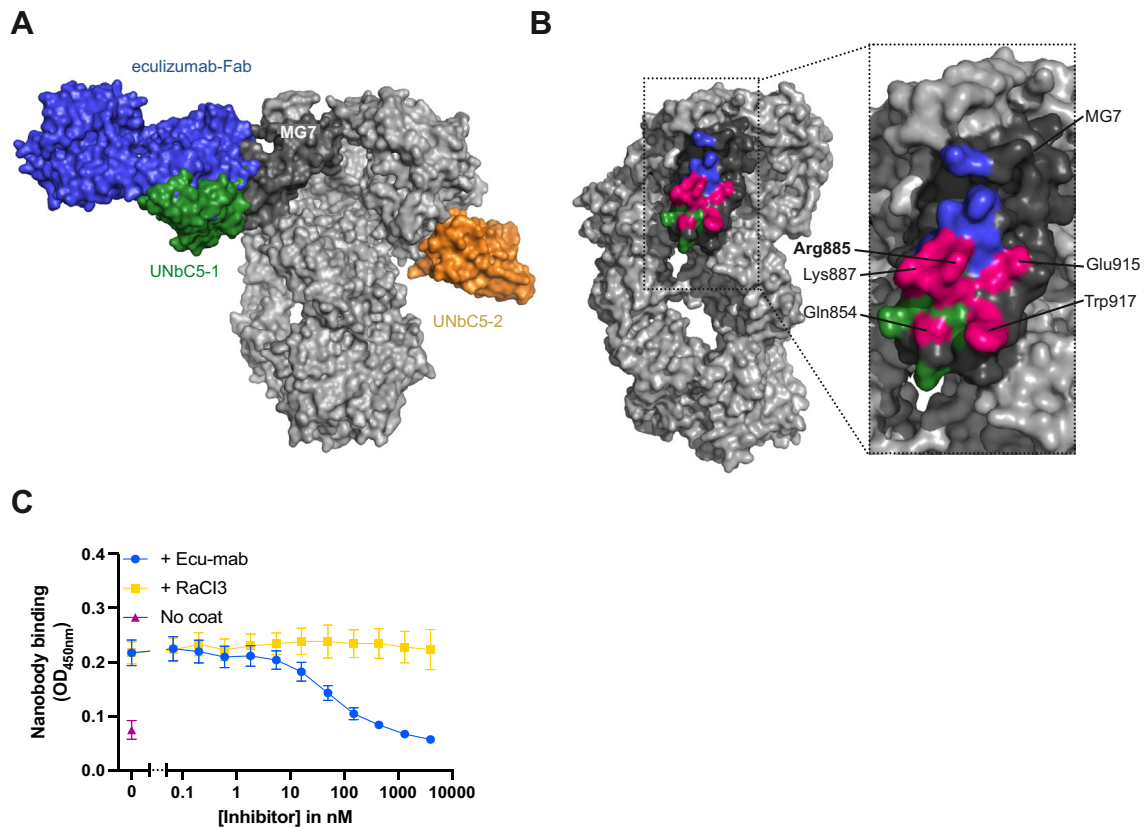 A
eculizumab-Fab
MG7
UNbC5-1
UNbC5-2
B
MG7
Arg885
Lys887
Glu915
Gln854
Trp917
C
+ Ecu-mab
+ RaCI3
No coat
Nanobody binding
(OD450nm)
0.4
0.3
0.2
0.1
0.0
0 0.1 1 10 100 1000 10000
[Inhibitor] in nM